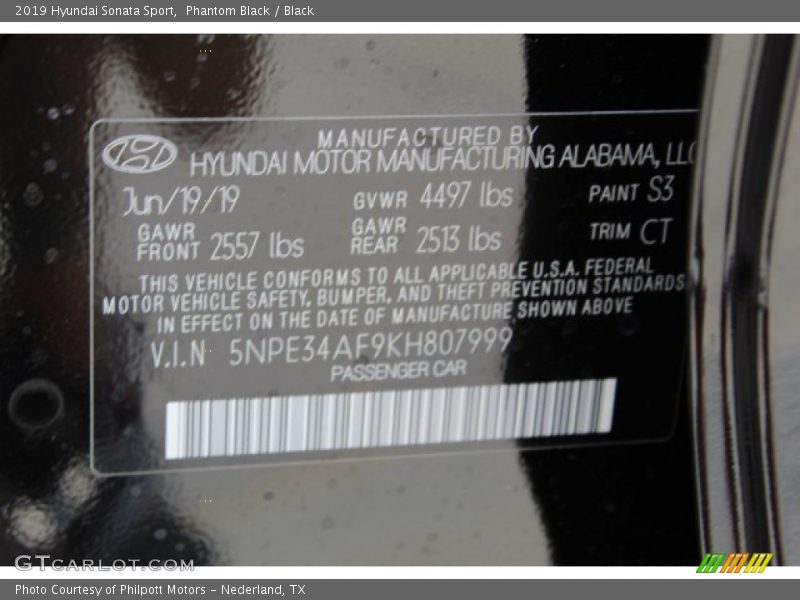 2019 Hyundai Sonata Sport,  Phantom Black / Black
MANUFACTURED BY
HYUNDAI MOTOR MANUFACTURING ALABAMA, LLC
Jun/19/19 GVWR 4497 lbs PAINT S3
GAWR FRONT 2557 lbs GAWR REAR 2513 lbs TRIM CT
THIS VEHICLE CONFORMS TO ALL APPLICABLE U.S.A. FEDERAL
MOTOR VEHICLE SAFETY, BUMPER, AND THEFT PREVENTION STANDARDS
IN EFFECT ON THE DATE OF MANUFACTURE SHOWN ABOVE
V.I.N 5NPE34AF9KH807999
PASSENGER CAR
GTCARLOT.COM
Photo Courtesy of Philpott Motors - Nederland, TX